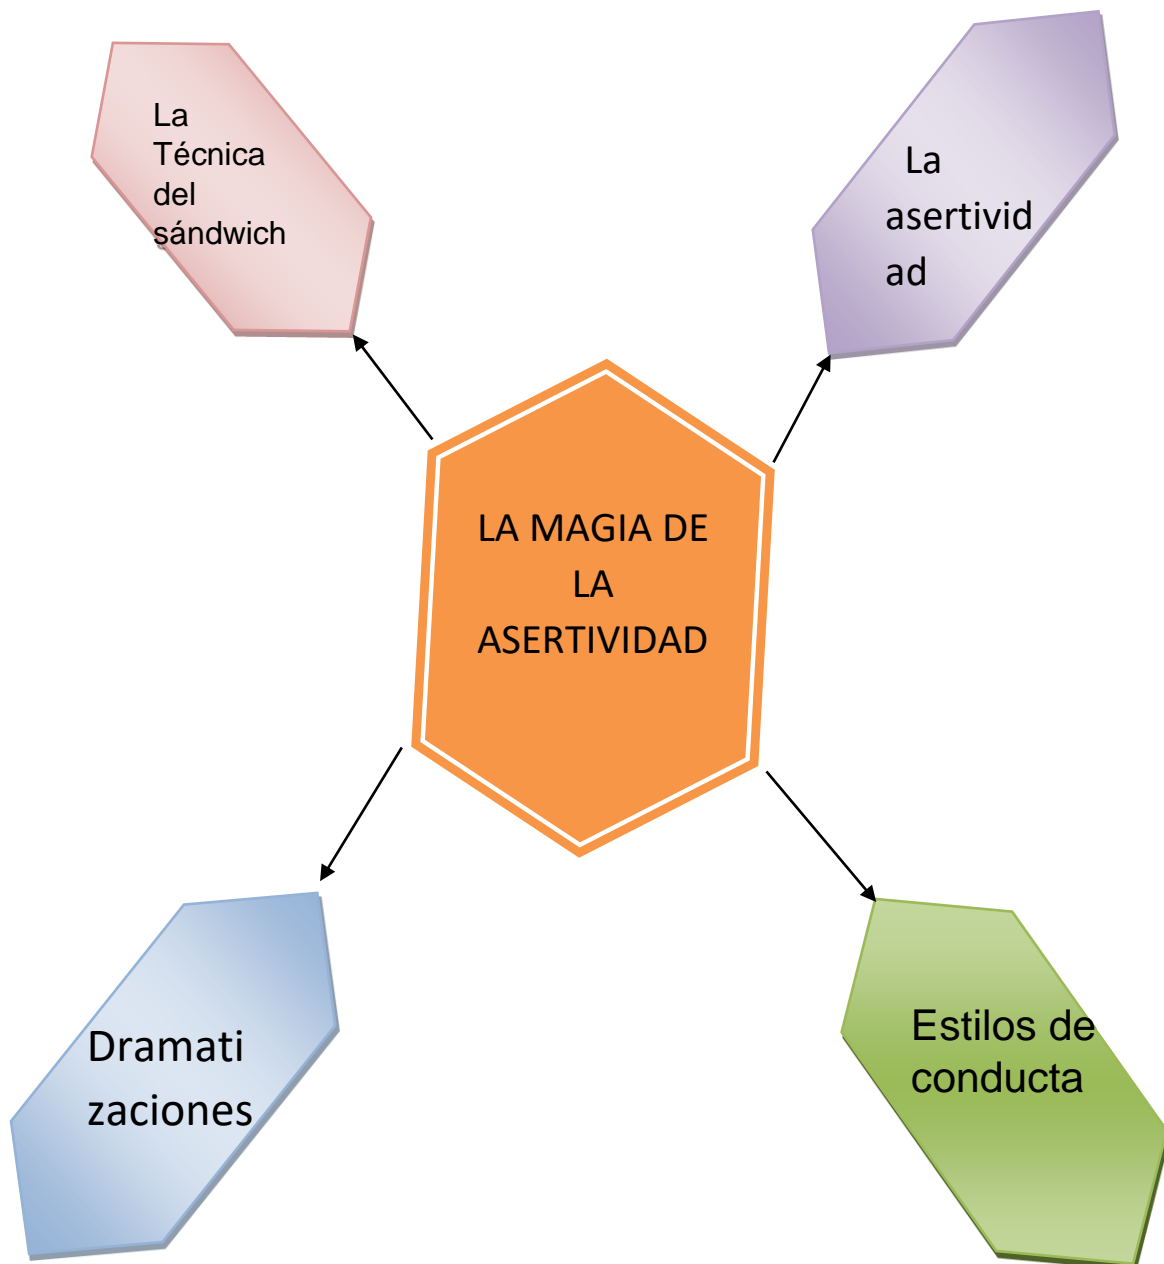 La
Técnica
del
sándwich
La
asertivid
ad
LA MAGIA DE
LA
ASERTIVIDAD
Dramati
zaciones
Estilos de
conducta